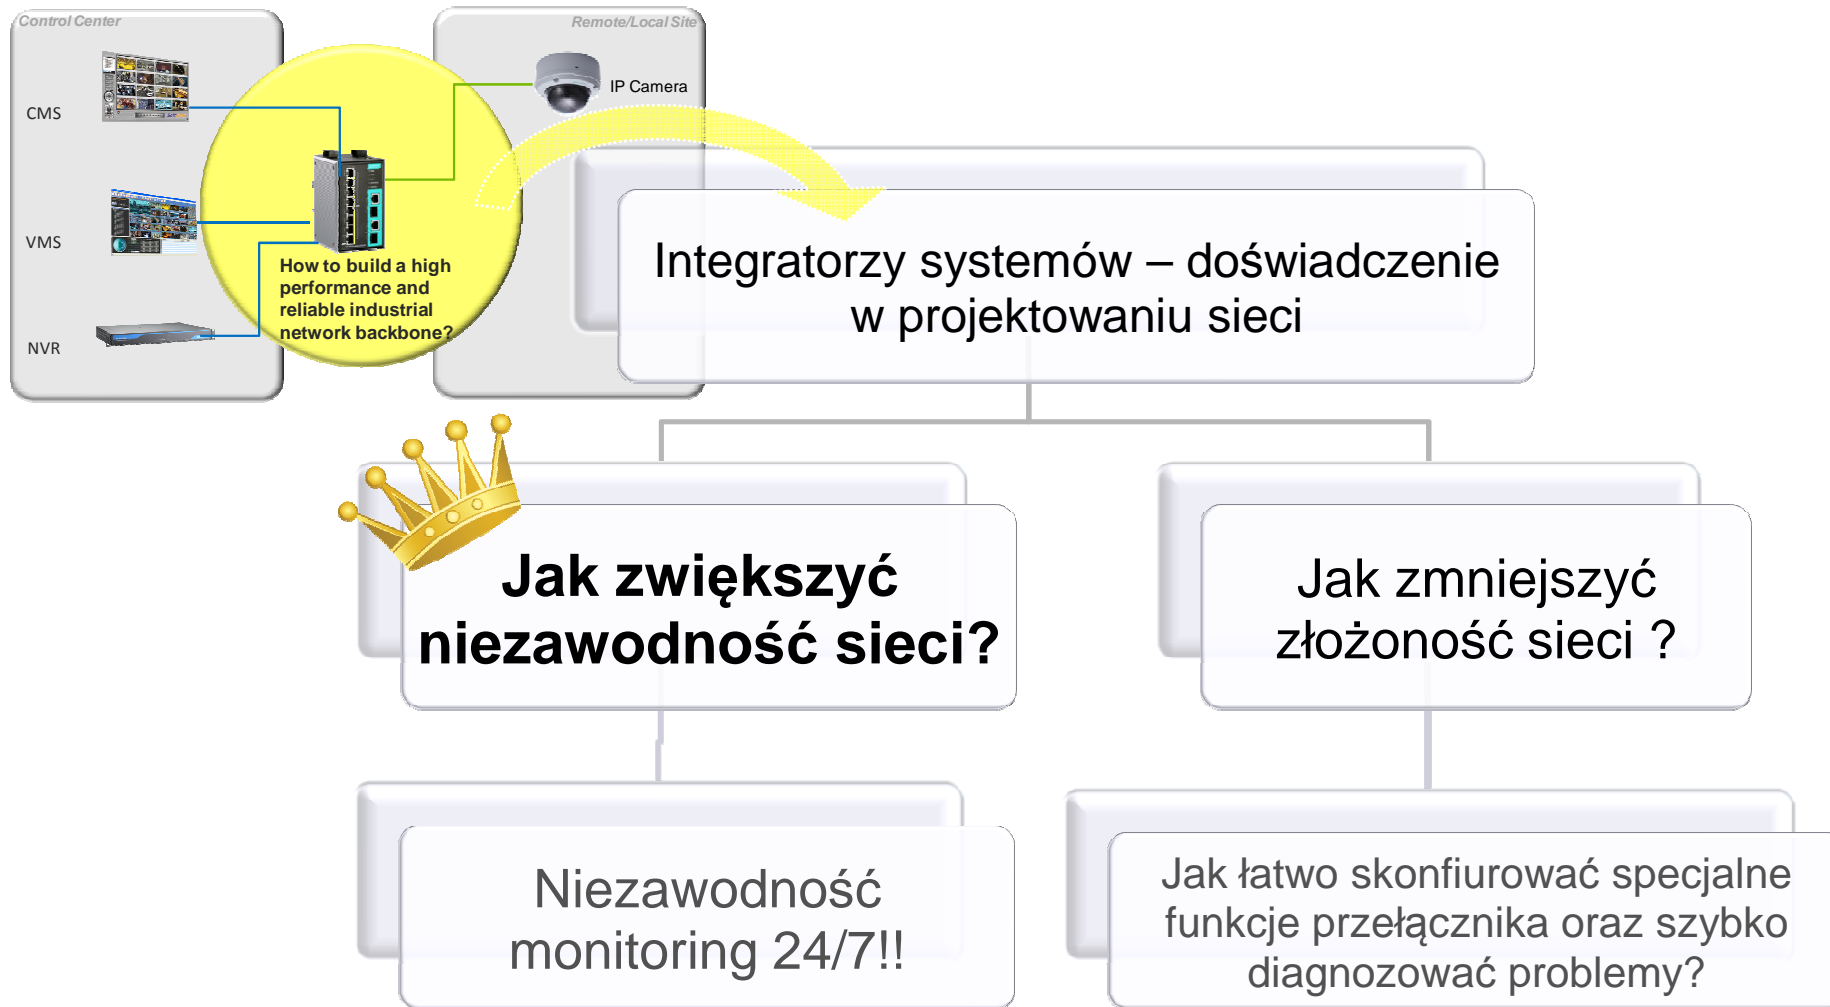 Control Center
Remote/Local Site
IP Camera
CMS
VMS
NVR
How to build a high
performance and
reliable industrial
network backbone?
Integratorzy systemów – doświadczenie
w projektowaniu sieci
Jak zwiększyć
niezawodność sieci?
Jak zmniejszyć
złożoność sieci ?
Niezawodność
monitoring 24/7!!
Jak łatwo skonfiurować specjalne
funkcje przełącznika oraz szybko
diagnozować problemy?